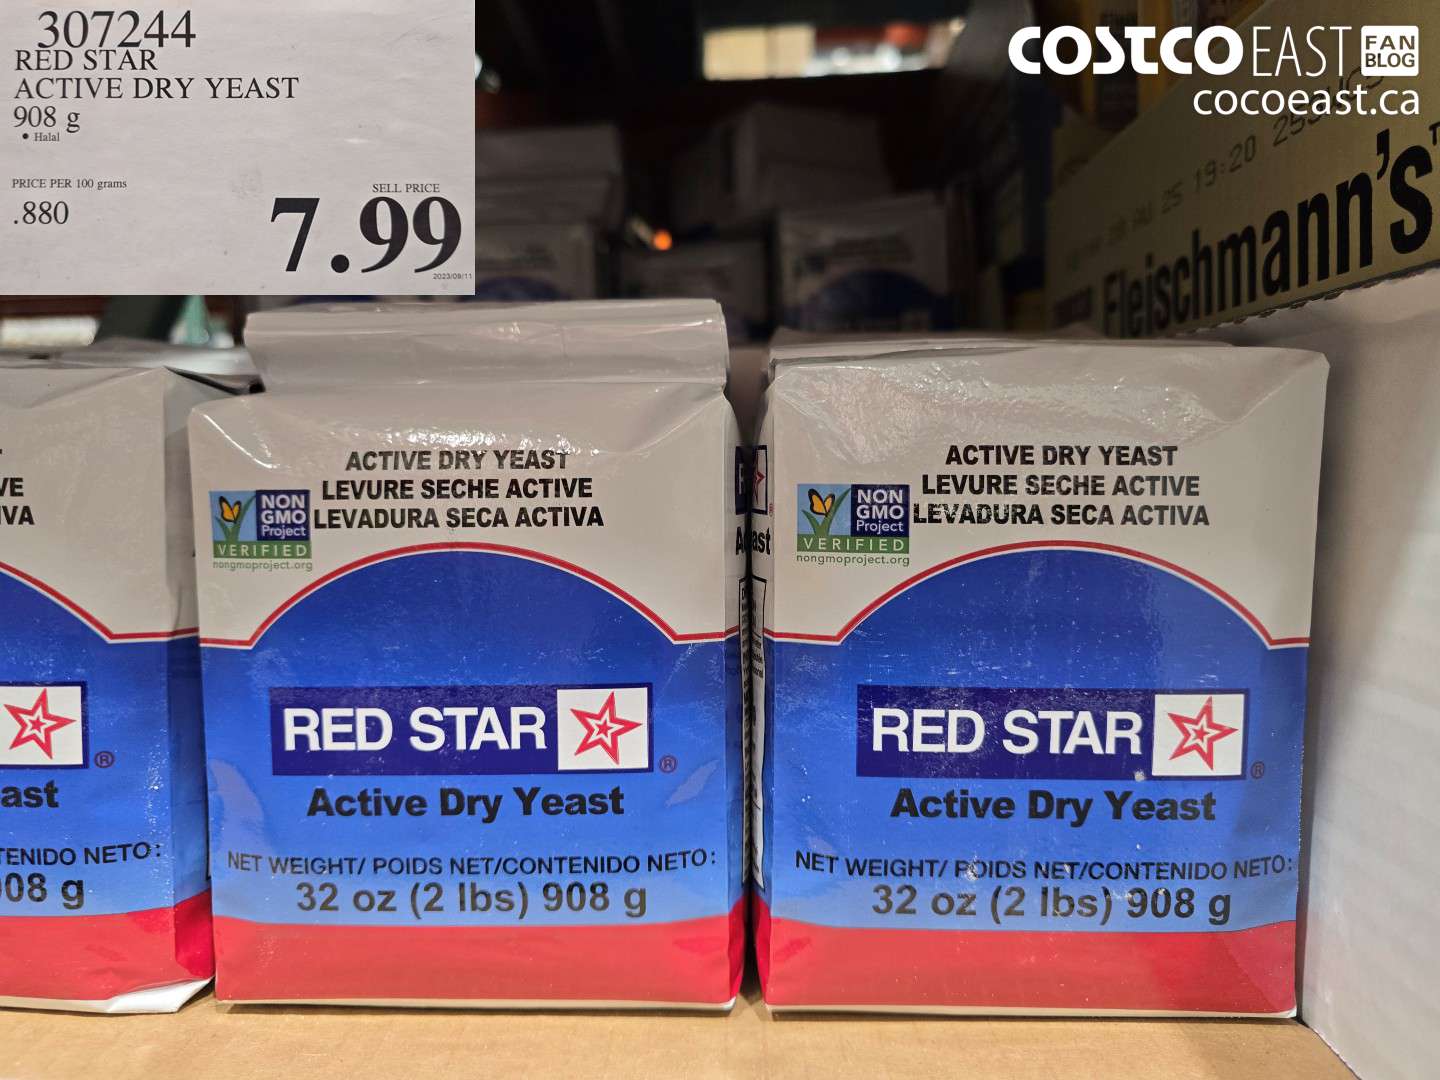 307244
RED STAR
ACTIVE DRY YEAST
908 g
• Halal
PRICE PER 100 grams
.880
SELL PRICE
7.99
2023/09/11
COSTCO EAST FAN BLOG
cocoeast.ca
19:20
Fleischmann's
ACTIVE DRY YEAST
LEVURE SECHE ACTIVE
LEVADURA SECA ACTIVA
NON
GMO
Project
VERIFIED
nongmoproject.org
RED STAR
®
Active Dry Yeast
NET WEIGHT/ POIDS NET/CONTENIDO NETO:
32 oz (2 lbs) 908 g
ACTIVE DRY YEAST
LEVURE SECHE ACTIVE
LEVADURA SECA ACTIVA
NON
GMO
Project
VERIFIED
nongmoproject.org
RED STAR
®
Active Dry Yeast
NET WEIGHT/ POIDS NET/CONTENIDO NETO:
32 oz (2 lbs) 908 g
®
NETO:
g